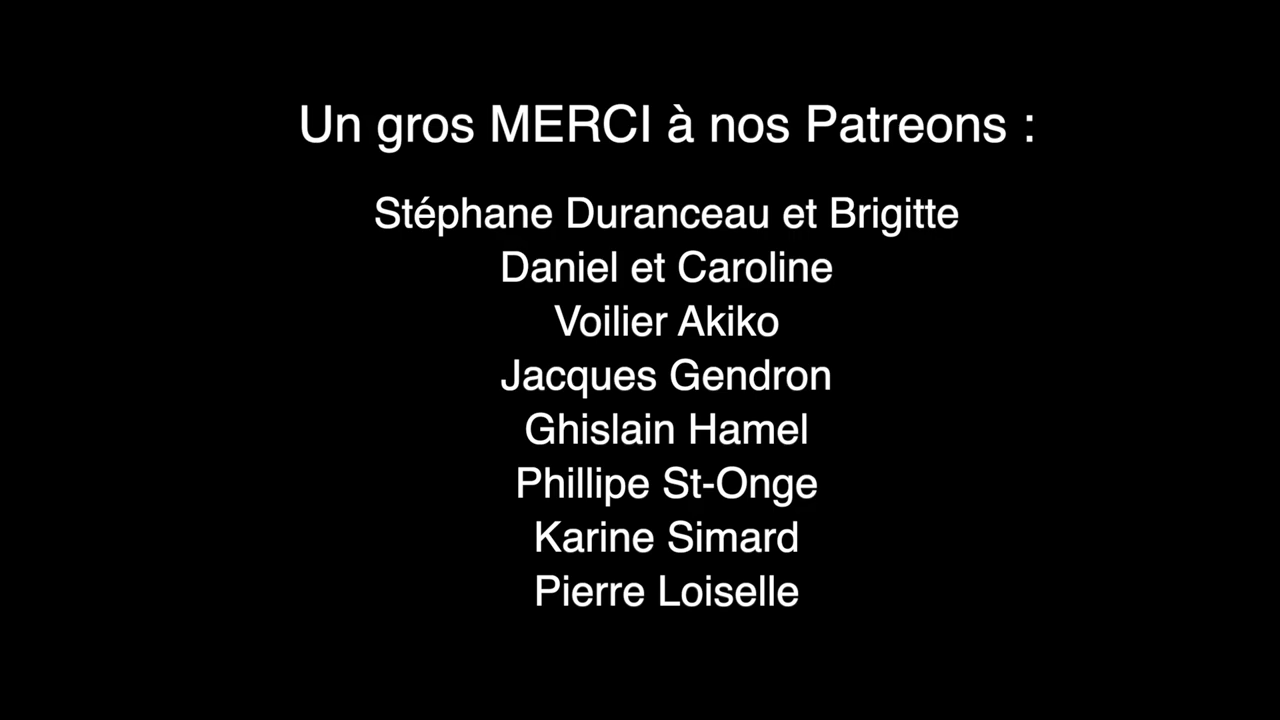 Un gros MERCI à nos Patreons :
Stéphane Duranceau et Brigitte
Daniel et Caroline
Voilier Akiko
Jacques Gendron
Ghislain Hamel
Phillipe St-Onge
Karine Simard
Pierre Loiselle